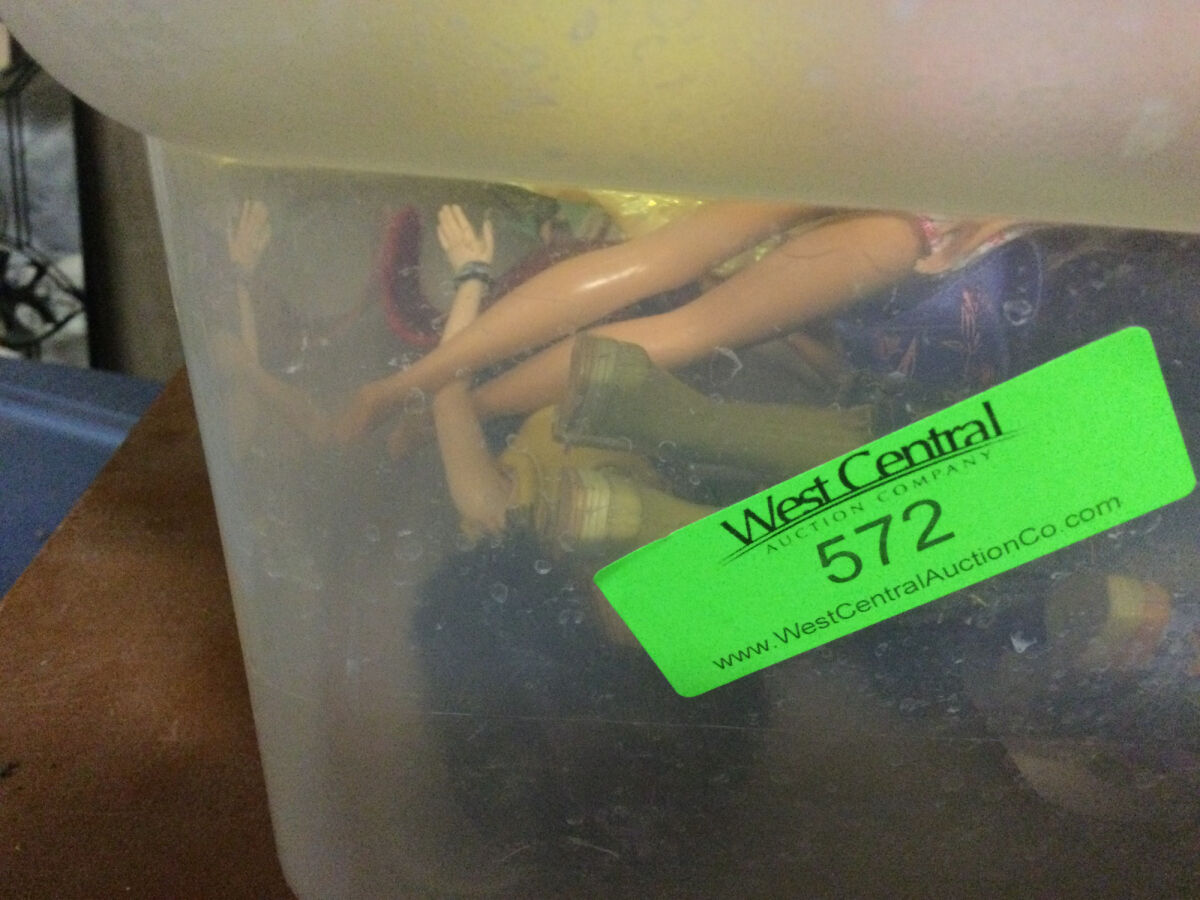 West Central
AUCTION COMPANY
572
www.WestCentralAuctionCo.com